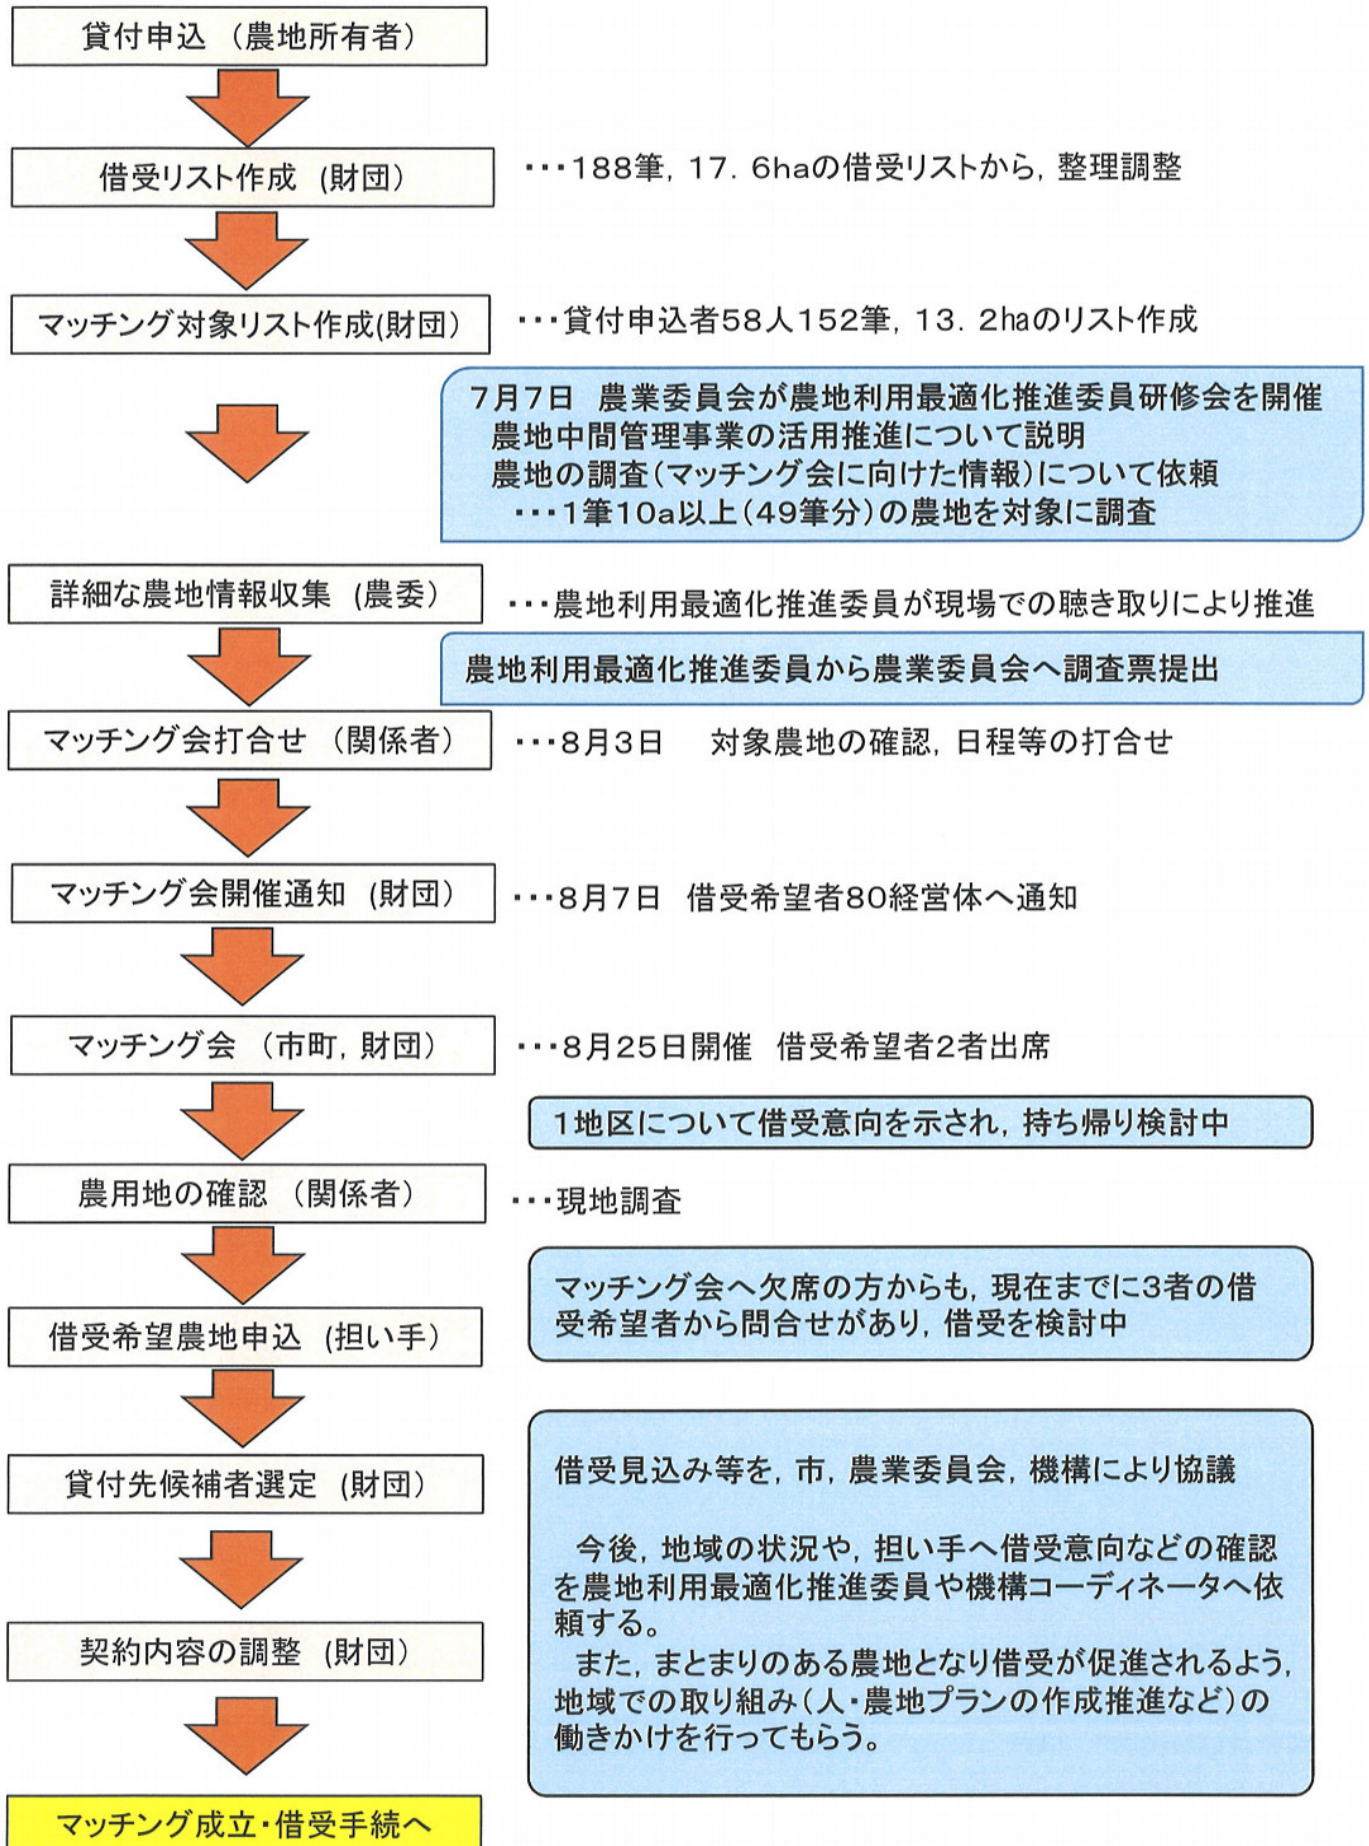 貸付申込 (農地所有者)
借受リスト作成 (財団)
・・・188筆, 17. 6haの借受リストから, 整理調整
マッチング対象リスト作成(財団)
・・・貸付申込者58人152筆, 13. 2haのリスト作成
7月7日 農業委員会が農地利用最適化推進委員研修会を開催
農地中間管理事業の活用推進について説明
農地の調査(マッチング会に向けた情報)について依頼
・・・1筆10a以上(49筆分)の農地を対象に調査
詳細な農地情報収集 (農委)
・・・農地利用最適化推進委員が現場での聴き取りにより推進
農地利用最適化推進委員から農業委員会へ調査票提出
マッチング会打合せ (関係者)
・・・8月3日 対象農地の確認, 日程等の打合せ
マッチング会開催通知 (財団)
・・・8月7日 借受希望者80経営体へ通知
マッチング会 (市町, 財団)
・・・8月25日開催 借受希望者2者出席
1地区について借受意向を示され, 持ち帰り検討中
農用地の確認 (関係者)
・・・現地調査
マッチング会へ欠席の方からも, 現在までに3者の借
受希望者から問合せがあり, 借受を検討中
借受希望農地申込 (担い手)
貸付先候補者選定 (財団)
借受見込み等を, 市, 農業委員会, 機構により協議
今後, 地域の状況や, 担い手へ借受意向などの確認
を農地利用最適化推進委員や機構コーディネータへ依
頼する。
また, まとまりのある農地となり借受が促進されるよう,
地域での取り組み(人・農地プランの作成推進など)の
働きかけを行ってもらう。
契約内容の調整 (財団)
マッチング成立・借受手続へ